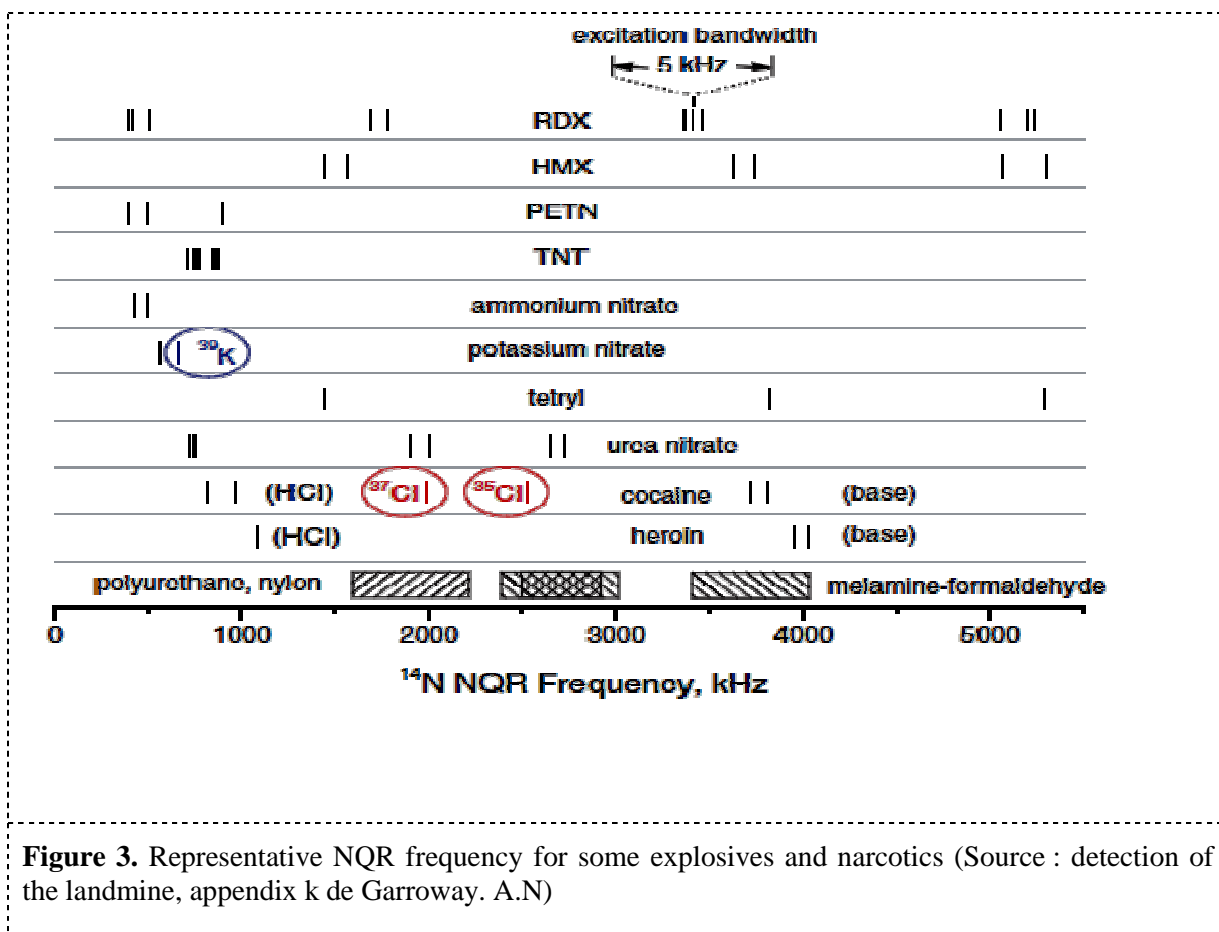 excitation bandwidth
5 kHz
RDX
HMX
PETN
TNT
ammonium nitrate
³⁹K potassium nitrate
tetryl
urea nitrate
(HCl) ³⁷Cl ³⁵Cl cocaine (base)
(HCl) heroin (base)
polyurethane, nylon melamine-formaldehyde
0 1000 2000 3000 4000 5000
¹⁴N NQR Frequency, kHz
Figure 3. Representative NQR frequency for some explosives and narcotics (Source : detection of
the landmine, appendix k de Garroway. A.N)